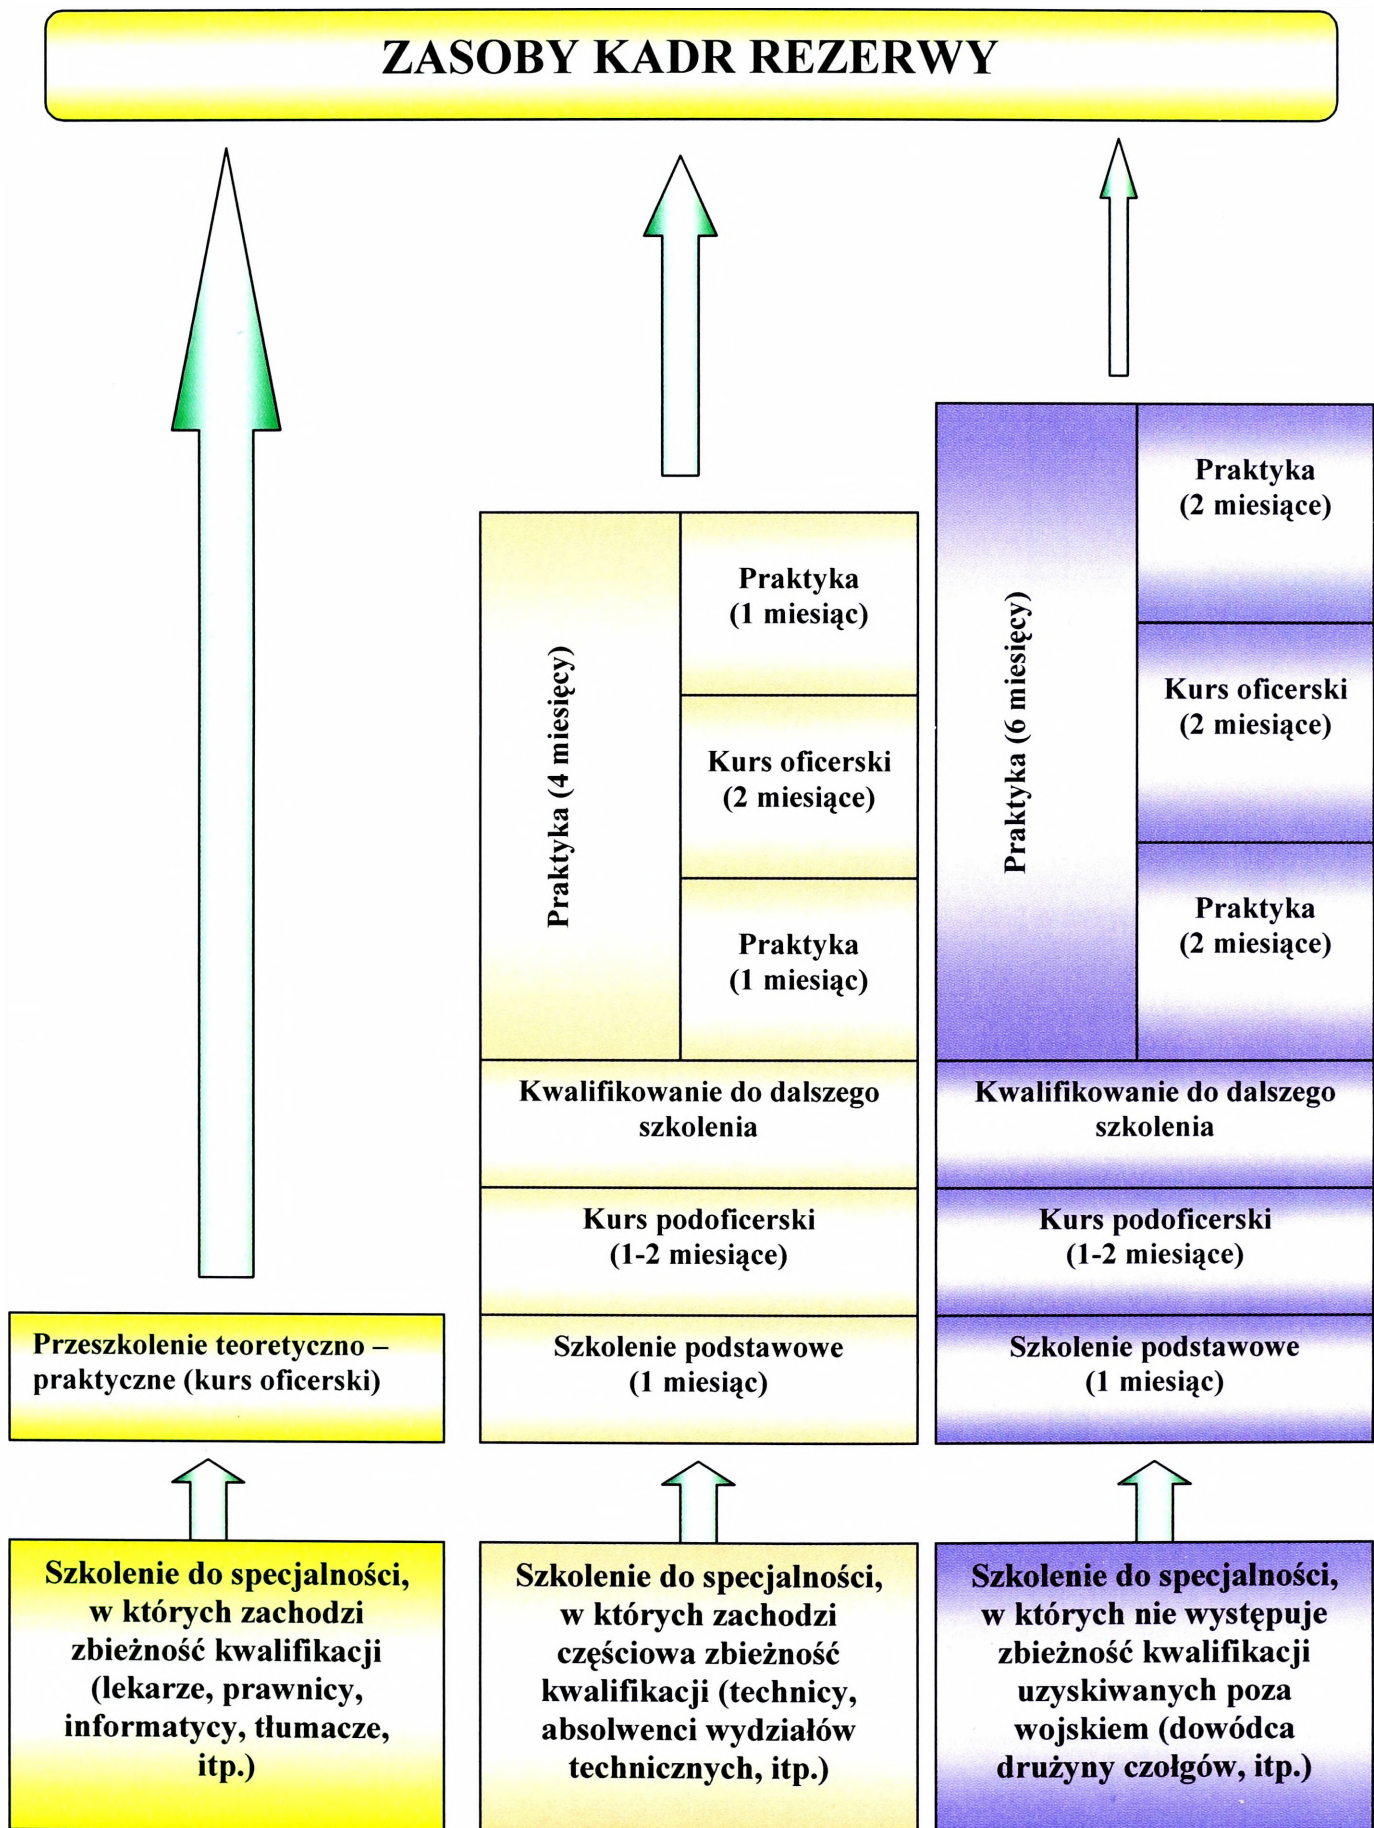 ZASOBY KADR REZERWY
Praktyka
(2 miesiące)
Praktyka
(1 miesiąc)
Praktyka (4 miesięcy)
Praktyka (6 miesięcy)
Kurs oficerski
(2 miesiące)
Kurs oficerski
(2 miesiące)
Praktyka
(1 miesiąc)
Praktyka
(2 miesiące)
Kwalifikowanie do dalszego
szkolenia
Kwalifikowanie do dalszego
szkolenia
Kurs podoficerski
(1-2 miesiące)
Kurs podoficerski
(1-2 miesiące)
Przeszkolenie teoretyczno –
praktyczne (kurs oficerski)
Szkolenie podstawowe
(1 miesiąc)
Szkolenie podstawowe
(1 miesiąc)
Szkolenie do specjalności,
w których zachodzi
zbieżność kwalifikacji
(lekarze, prawnicy,
informatycy, tłumacze,
itp.)
Szkolenie do specjalności,
w których zachodzi
częściowa zbieżność
kwalifikacji (technicy,
absolwenci wydziałów
technicznych, itp.)
Szkolenie do specjalności,
w których nie występuje
zbieżność kwalifikacji
uzyskiwanych poza
wojskiem (dowódca
drużyny czołgów, itp.)